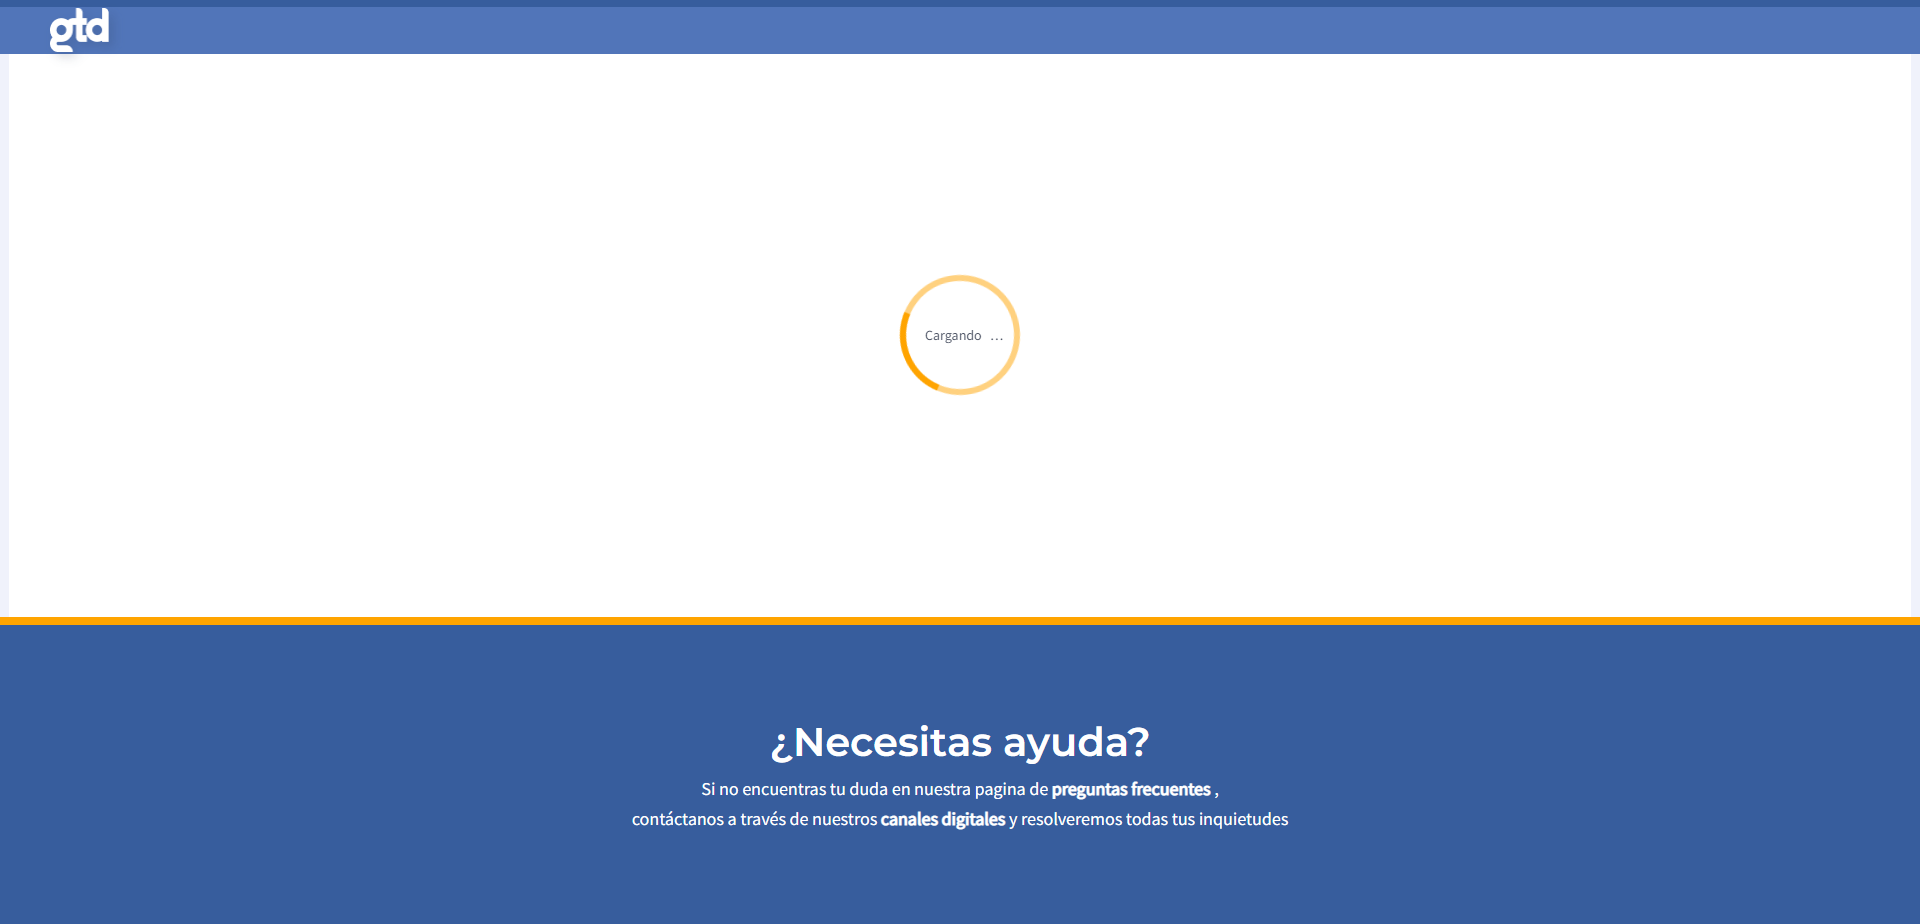 gtd
Cargando ...
¿Necesitas ayuda?
Si no encuentras tu duda en nuestra pagina de preguntas frecuentes ,
contáctanos a través de nuestros canales digitales y resolveremos todas tus inquietudes